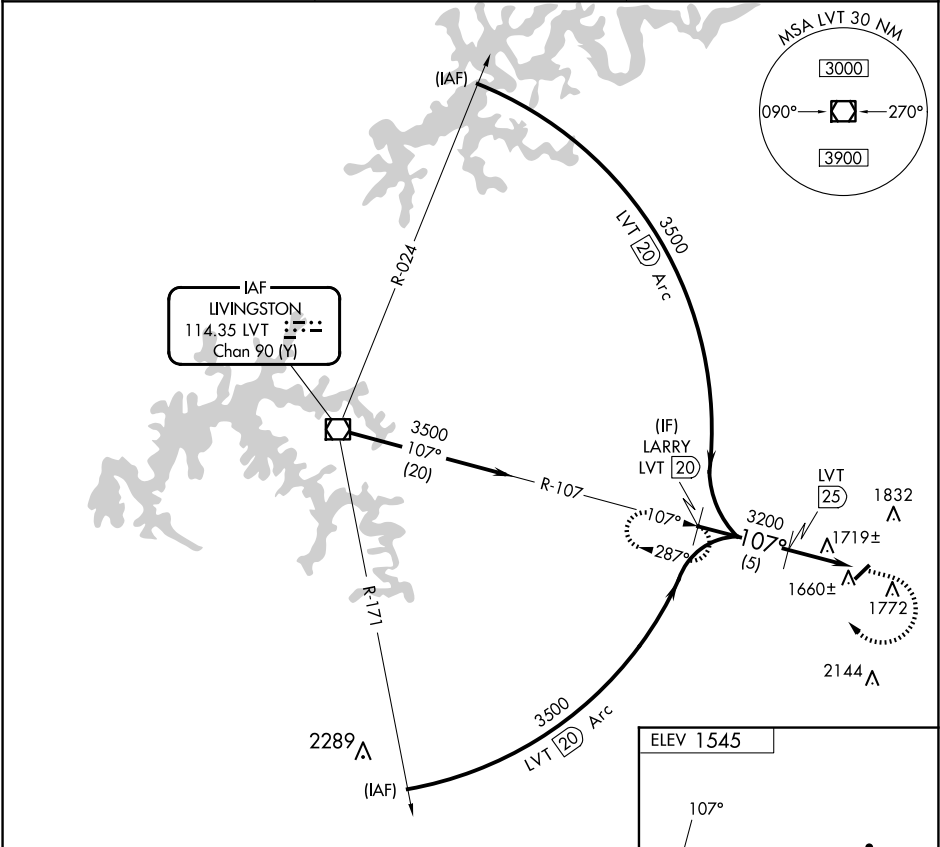 MSA LVT 30 NM
3000
090°
270°
3900
(IAF)
3500
LVT 20 Arc
R-024
IAF
LIVINGSTON
114.35 LVT
Chan 90 (Y)
3500
107°
(20)
R-107
(IF)
LARRY
LVT 20
107°
287°
3200
107°
(5)
LVT
25
1832
1719±
1660±
1772
2144
R-171
3500
LVT 20 Arc
2289
(IAF)
ELEV 1545
107°